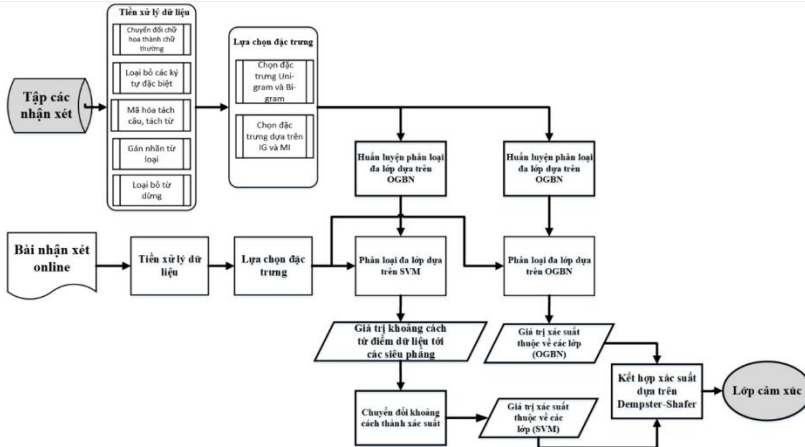 Tiền xử lý dữ liệu
Chuyển đổi chữ
hoa thành chữ
thường
Loại bỏ các ký
tự đặc biệt
Mã hóa tách
câu, tách từ
Gán nhãn từ
loại
Loại bỏ từ
dừng
Tập các
nhận xét
Lựa chọn đặc trưng
Chọn đặc
trưng Uni-
gram và Bi-
gram
Chọn đặc
trưng dựa trên
IG và MI
Huấn luyện phân loại
đa lớp dựa trên
OGBN
Huấn luyện phân loại
đa lớp dựa trên
OGBN
Bài nhận xét
online
Tiền xử lý dữ
liệu
Lựa chọn đặc
trưng
Phân loại đa lớp dựa
trên SVM
Phân loại đa lớp dựa
trên OGBN
Giá trị khoảng cách
từ điểm dữ liệu tới
các siêu phẳng
Giá trị xác suất
thuộc về các lớp
(OGBN)
Kết hợp xác suất
dựa trên
Dempster-Shafer
Lớp cảm xúc
Chuyển đổi khoảng
cách thành xác suất
Giá trị xác suất
thuộc về các
lớp (SVM)